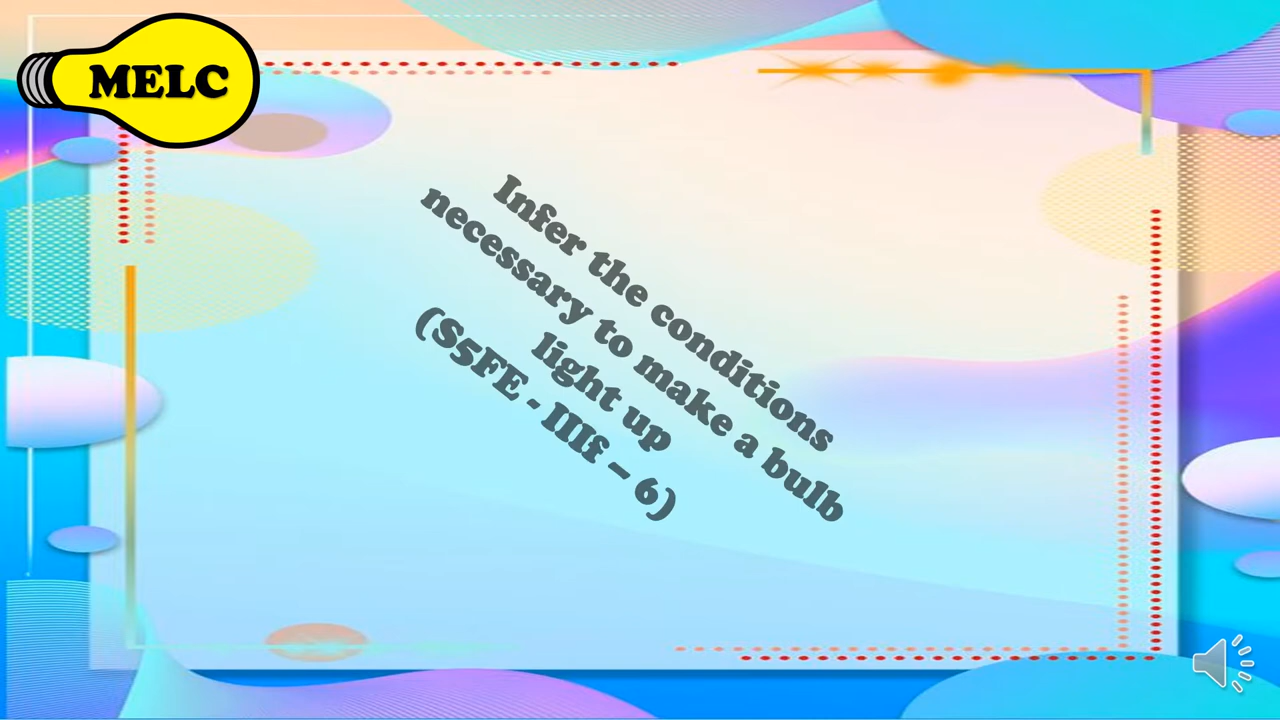 MELC
Infer the conditions
necessary to make a bulb
light up
(S5FE - IIIf – 6)